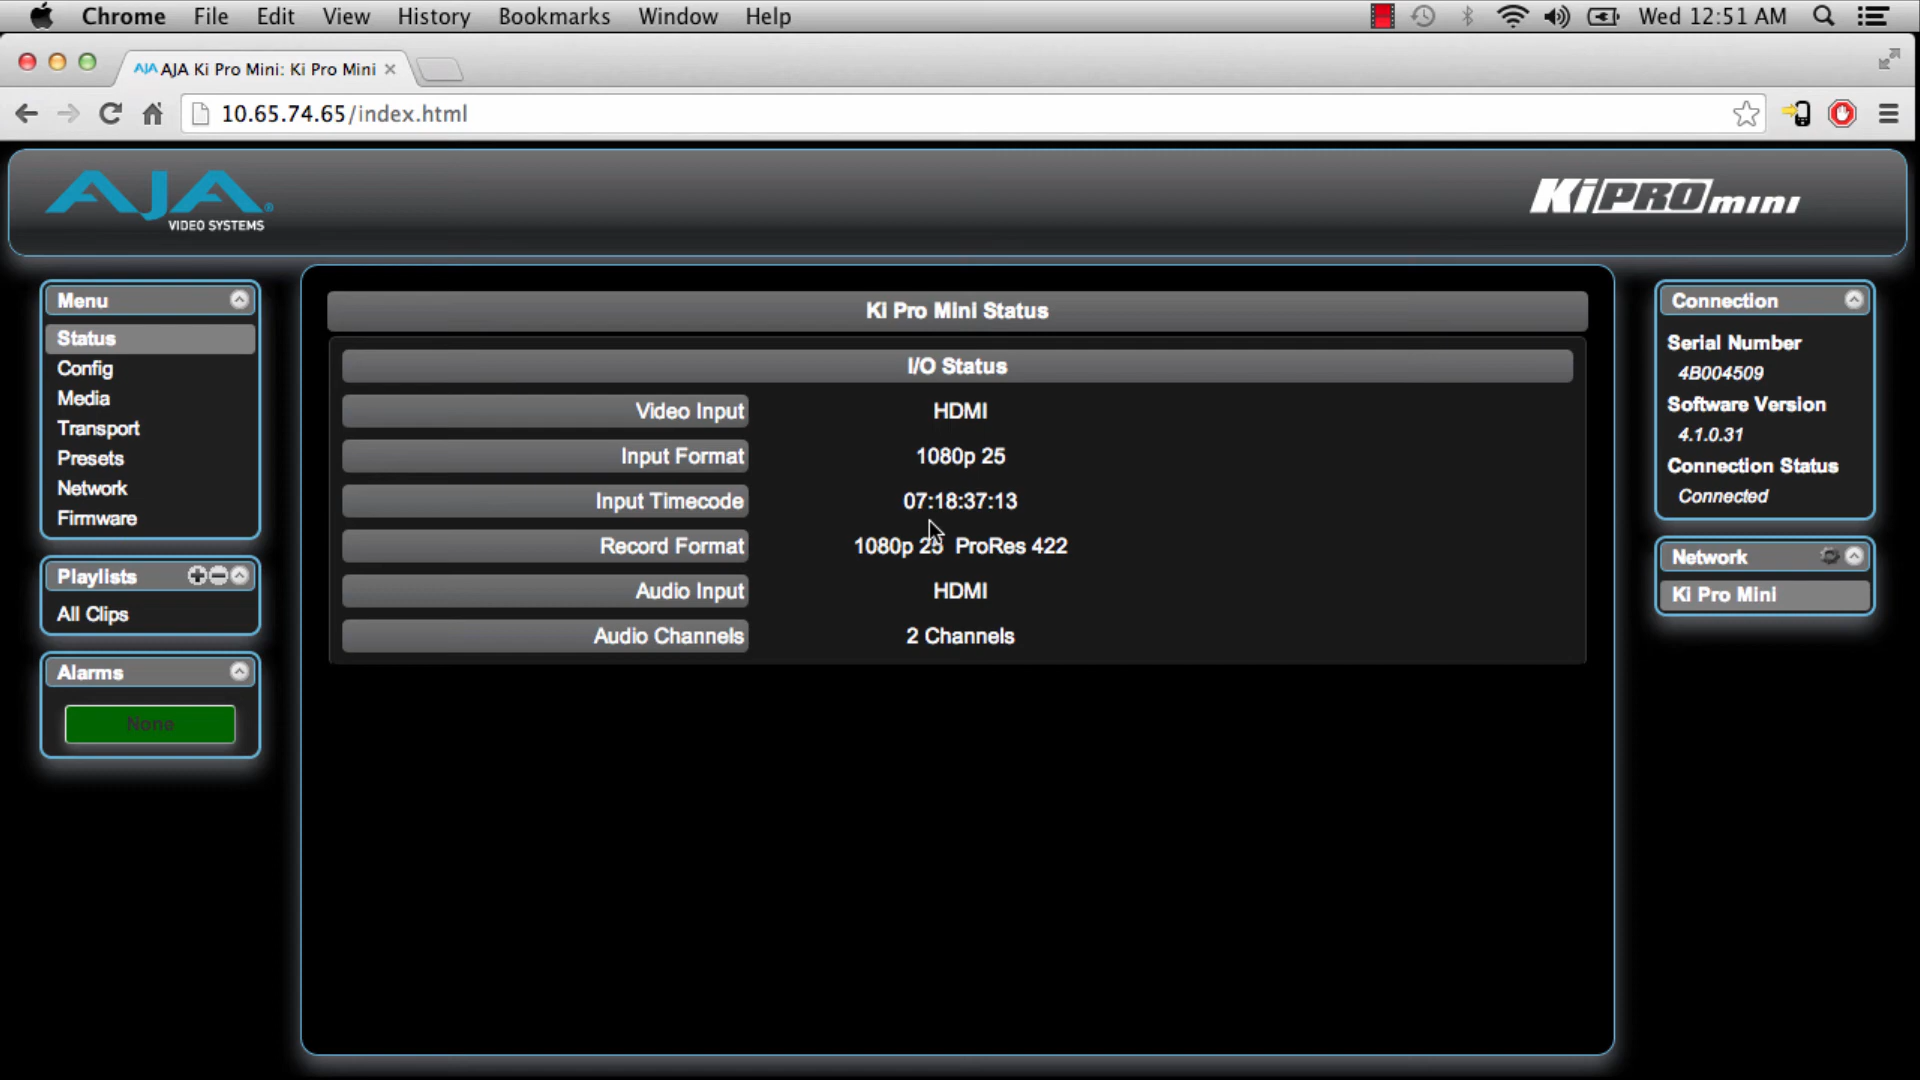 Chrome File Edit View History Bookmarks Window Help Wed 12:51 AM
AJA AJA Ki Pro Mini: Ki Pro Mini
10.65.74.65/index.html
AJA®
VIDEO SYSTEMS
Ki PRO mini
Menu
Status
Config
Media
Transport
Presets
Network
Firmware
Playlists
All Clips
Alarms
None
Ki Pro Mini Status
I/O Status
Video Input HDMI
Input Format 1080p 25
Input Timecode 07:18:37:13
Record Format 1080p 25 ProRes 422
Audio Input HDMI
Audio Channels 2 Channels
Connection
Serial Number
4B004509
Software Version
4.1.0.31
Connection Status
Connected
Network
Ki Pro Mini